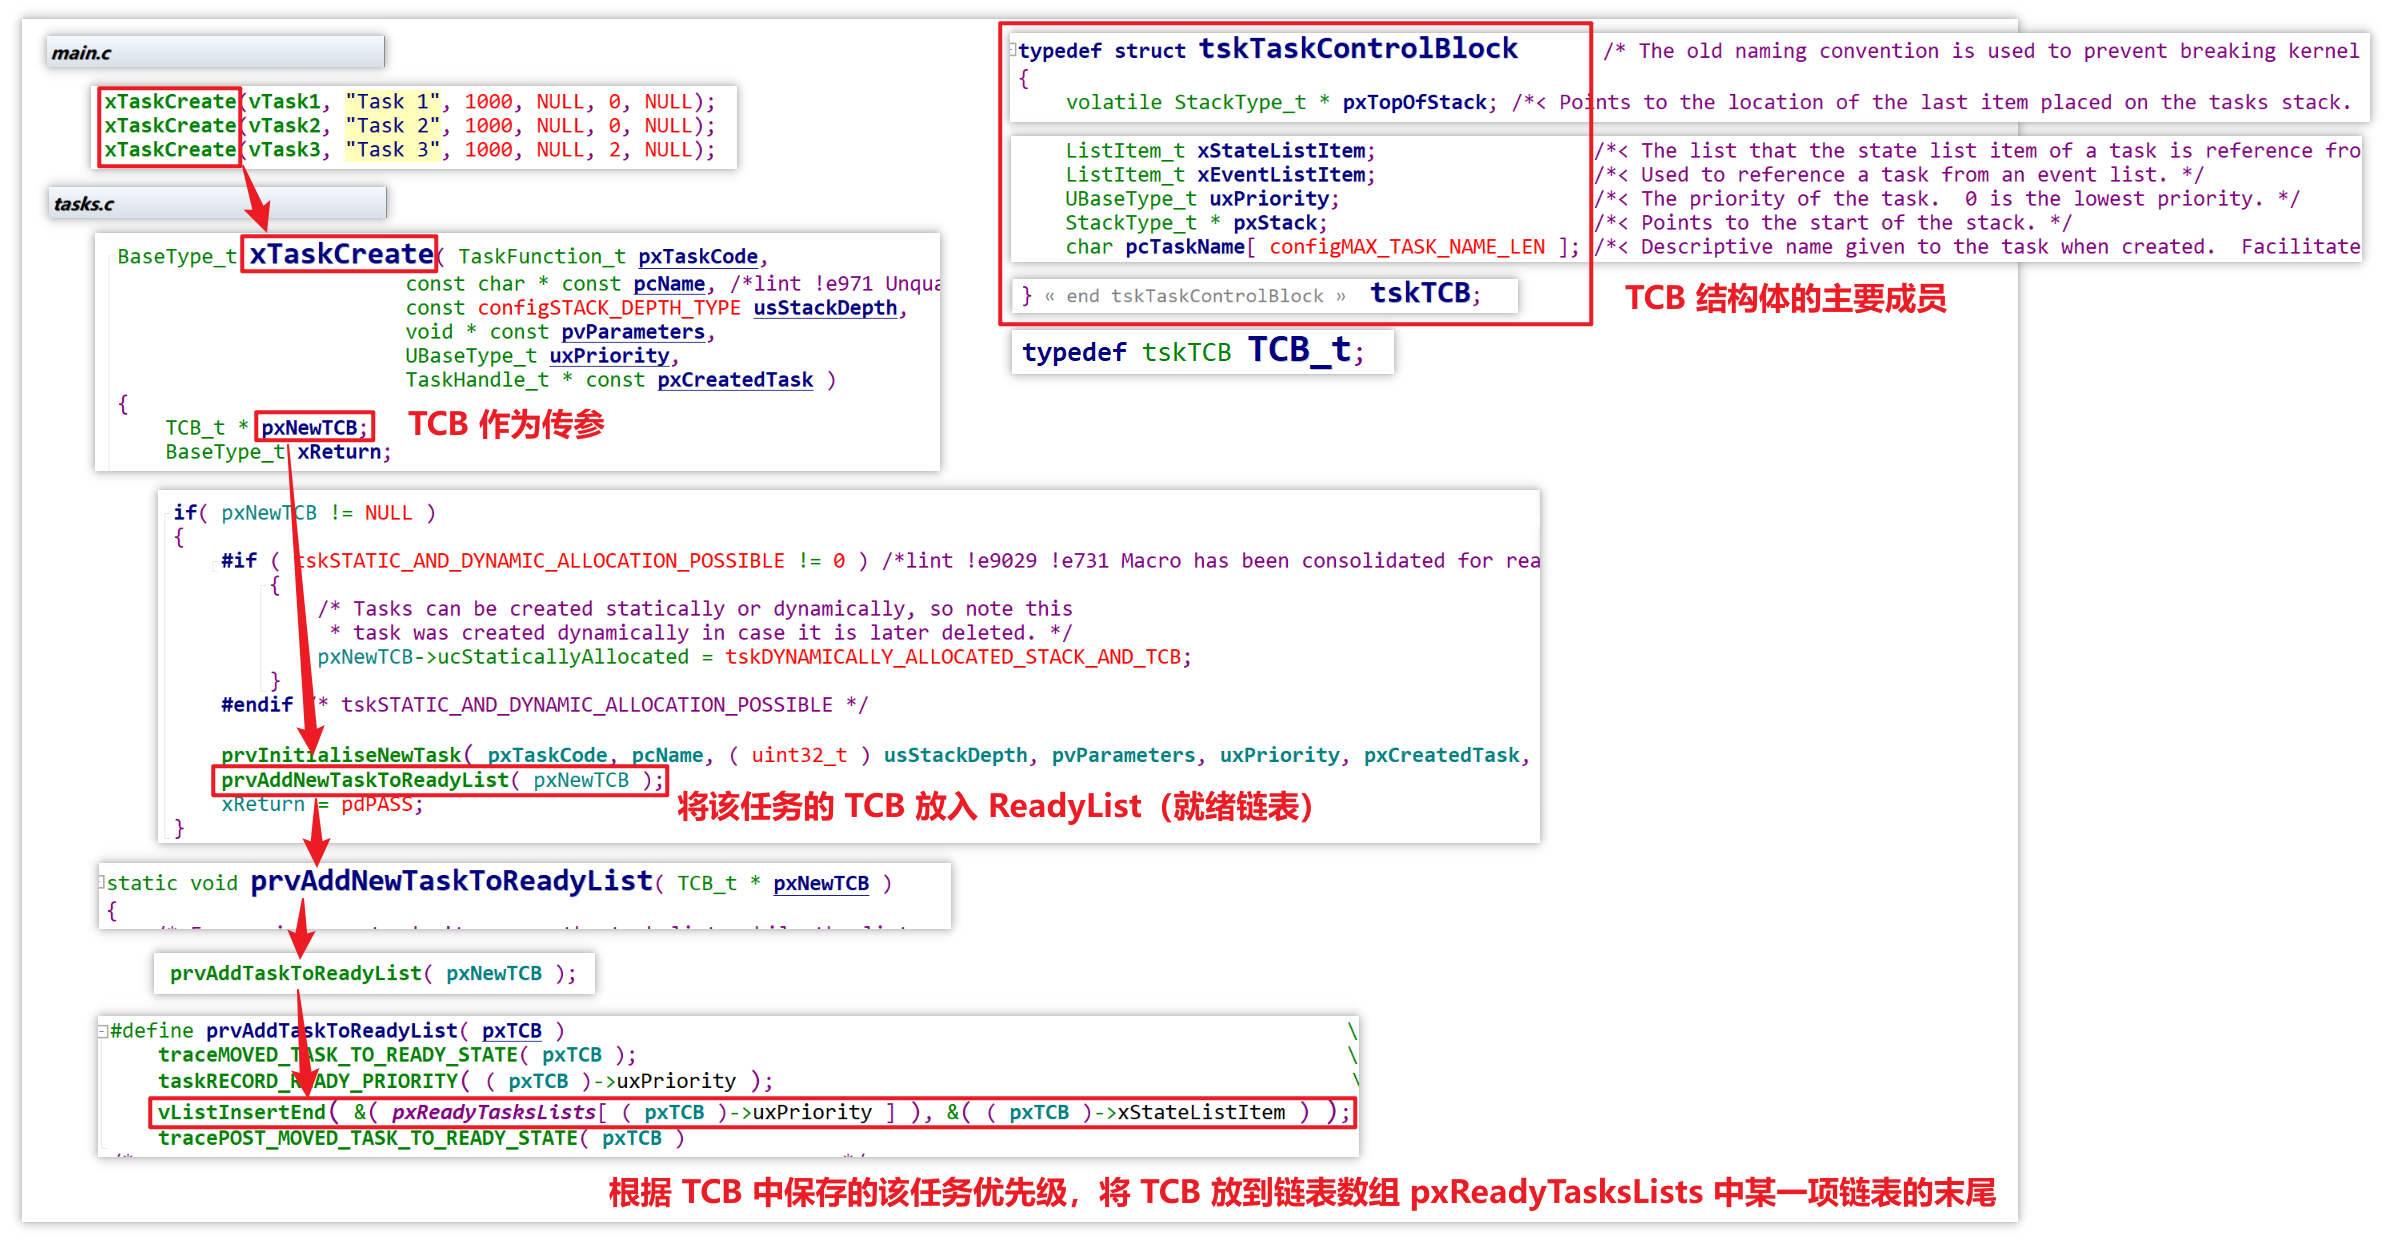 main.c
xTaskCreate(vTask1, "Task 1", 1000, NULL, 0, NULL);
xTaskCreate(vTask2, "Task 2", 1000, NULL, 0, NULL);
xTaskCreate(vTask3, "Task 3", 1000, NULL, 2, NULL);
tasks.c
BaseType_t xTaskCreate( TaskFunction_t pxTaskCode,
const char * const pcName, /*lint !e971 Unqua
const configSTACK_DEPTH_TYPE usStackDepth,
void * const pvParameters,
UBaseType_t uxPriority,
TaskHandle_t * const pxCreatedTask )
{
TCB_t * pxNewTCB;
TCB 作为传参
BaseType_t xReturn;
if( pxNewTCB != NULL )
{
#if ( tskSTATIC_AND_DYNAMIC_ALLOCATION_POSSIBLE != 0 ) /*lint !e9029 !e731 Macro has been consolidated for rea
{
/* Tasks can be created statically or dynamically, so note this
* task was created dynamically in case it is later deleted. */
pxNewTCB->ucStaticallyAllocated = tskDYNAMICALLY_ALLOCATED_STACK_AND_TCB;
}
#endif /* tskSTATIC_AND_DYNAMIC_ALLOCATION_POSSIBLE */
prvInitialiseNewTask( pxTaskCode, pcName, ( uint32_t ) usStackDepth, pvParameters, uxPriority, pxCreatedTask,
prvAddNewTaskToReadyList( pxNewTCB );
xReturn = pdPASS;
将该任务的 TCB 放入 ReadyList（就绪链表）
}
static void prvAddNewTaskToReadyList( TCB_t * pxNewTCB )
{
prvAddTaskToReadyList( pxNewTCB );
#define prvAddTaskToReadyList( pxTCB ) \
traceMOVED_TASK_TO_READY_STATE( pxTCB ); \
taskRECORD_READY_PRIORITY( ( pxTCB )->uxPriority ); \
vListInsertEnd( &( pxReadyTasksLists[ ( pxTCB )->uxPriority ] ), &( ( pxTCB )->xStateListItem ) );
tracePOST_MOVED_TASK_TO_READY_STATE( pxTCB )
根据 TCB 中保存的该任务优先级，将 TCB 放到链表数组 pxReadyTasksLists 中某一项链表的末尾
typedef struct tskTaskControlBlock /* The old naming convention is used to prevent breaking kernel
{
volatile StackType_t * pxTopOfStack; /*< Points to the location of the last item placed on the tasks stack.
ListItem_t xStateListItem; /*< The list that the state list item of a task is reference fro
ListItem_t xEventListItem; /*< Used to reference a task from an event list. */
UBaseType_t uxPriority; /*< The priority of the task. 0 is the lowest priority. */
StackType_t * pxStack; /*< Points to the start of the stack. */
char pcTaskName[ configMAX_TASK_NAME_LEN ]; /*< Descriptive name given to the task when created. Facilitate
} « end tskTaskControlBlock » tskTCB;
TCB 结构体的主要成员
typedef tskTCB TCB_t;